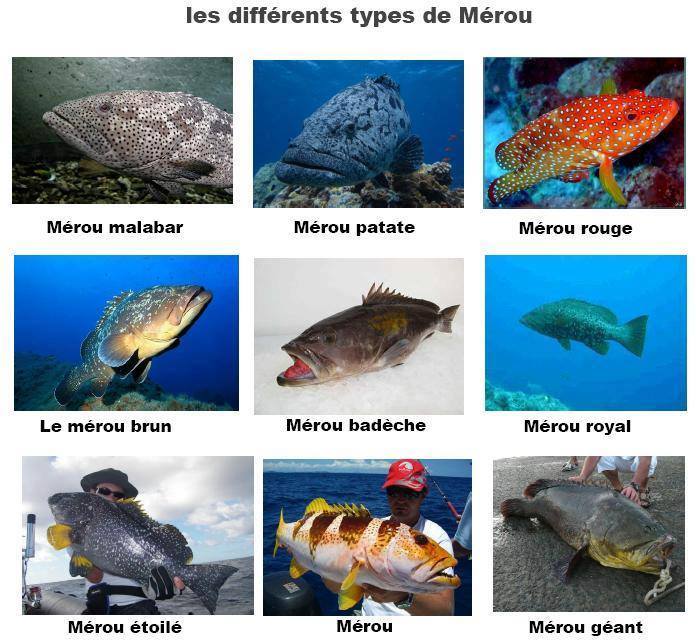 les différents types de Mérou
Mérou malabar
Mérou patate
Mérou rouge
Le mérou brun
Mérou badèche
Mérou royal
Mérou étoilé
Mérou
Mérou géant